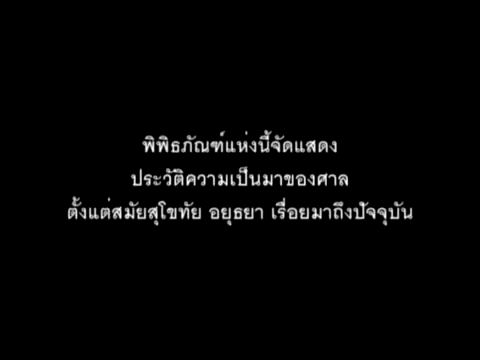 พิพิธภัณฑ์แห่งนี้จัดแสดง
ประวัติความเป็นมาของศาล
ตั้งแต่สมัยสุโขทัย อยุธยา เรื่อยมาถึงปัจจุบัน